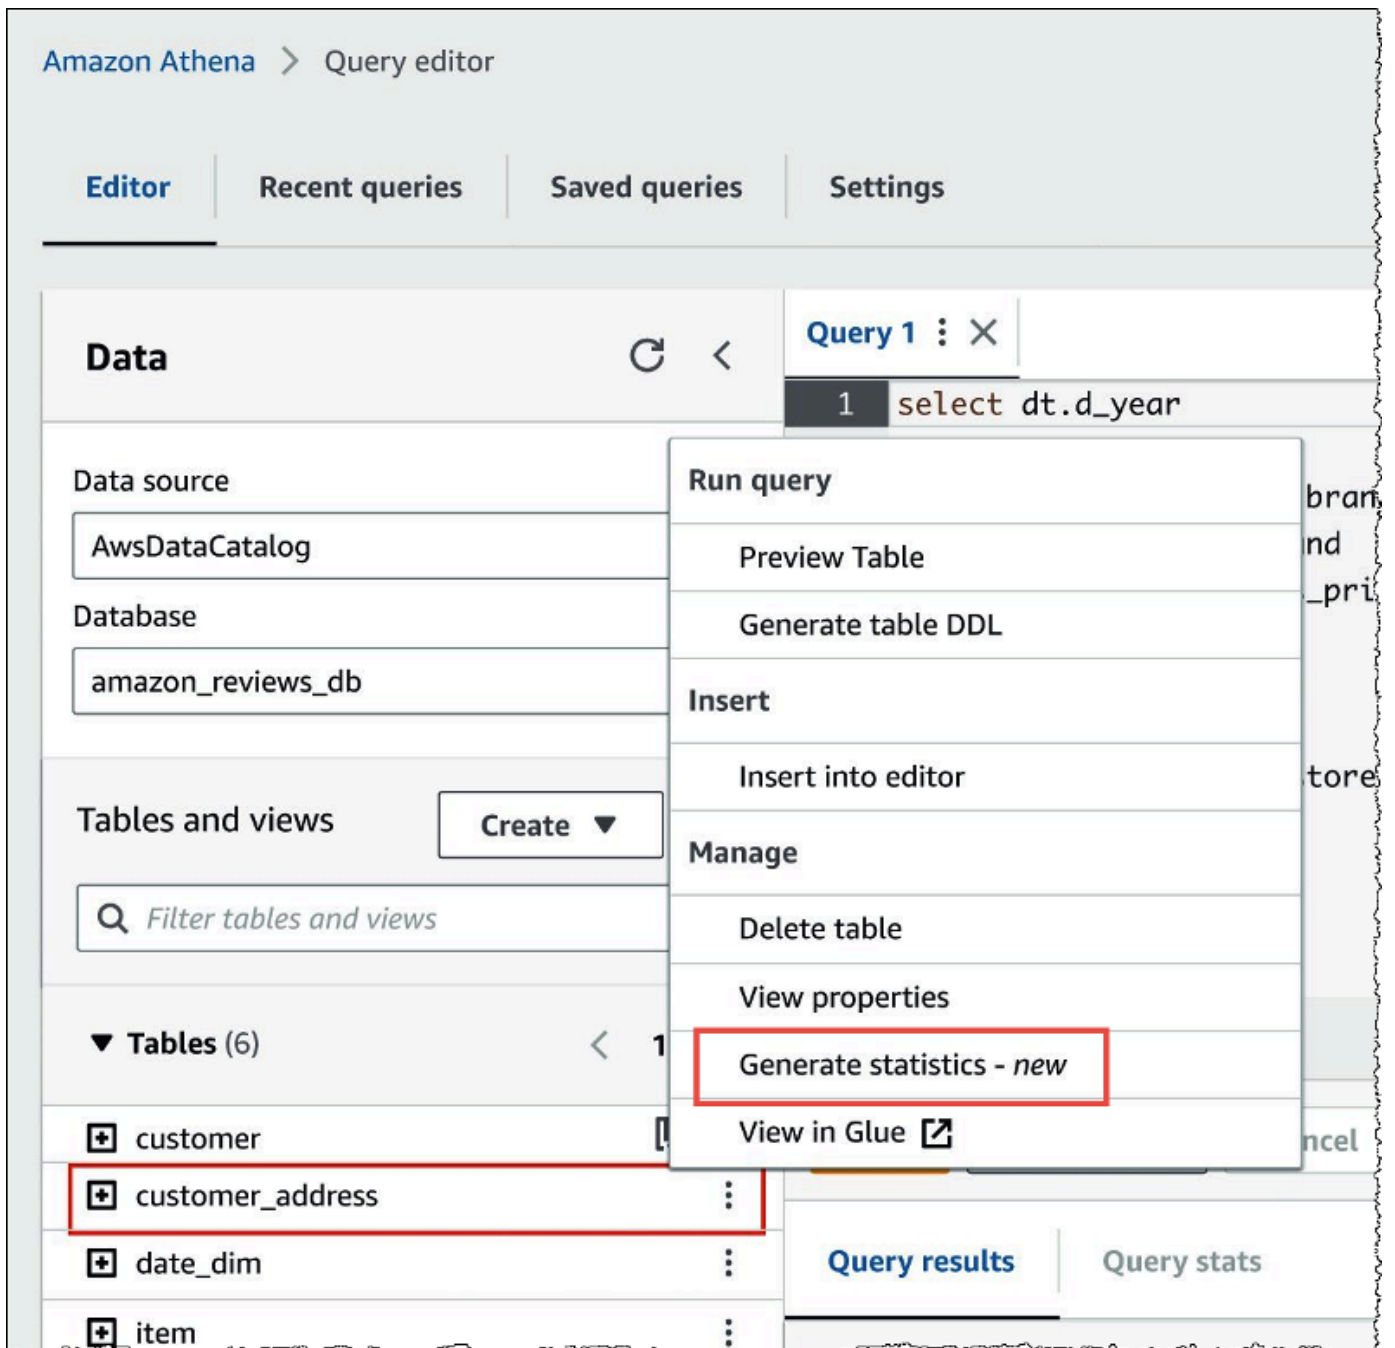 Amazon Athena > Query editor
Editor
Recent queries
Saved queries
Settings
Data
Data source
AwsDataCatalog
Database
amazon_reviews_db
Tables and views
Create
Filter tables and views
Tables (6)
1
customer
customer_address
date_dim
item
Query 1
1 select dt.d_year
Run query
Preview Table
Generate table DDL
Insert
Insert into editor
Manage
Delete table
View properties
Generate statistics - new
View in Glue
Query results
Query stats